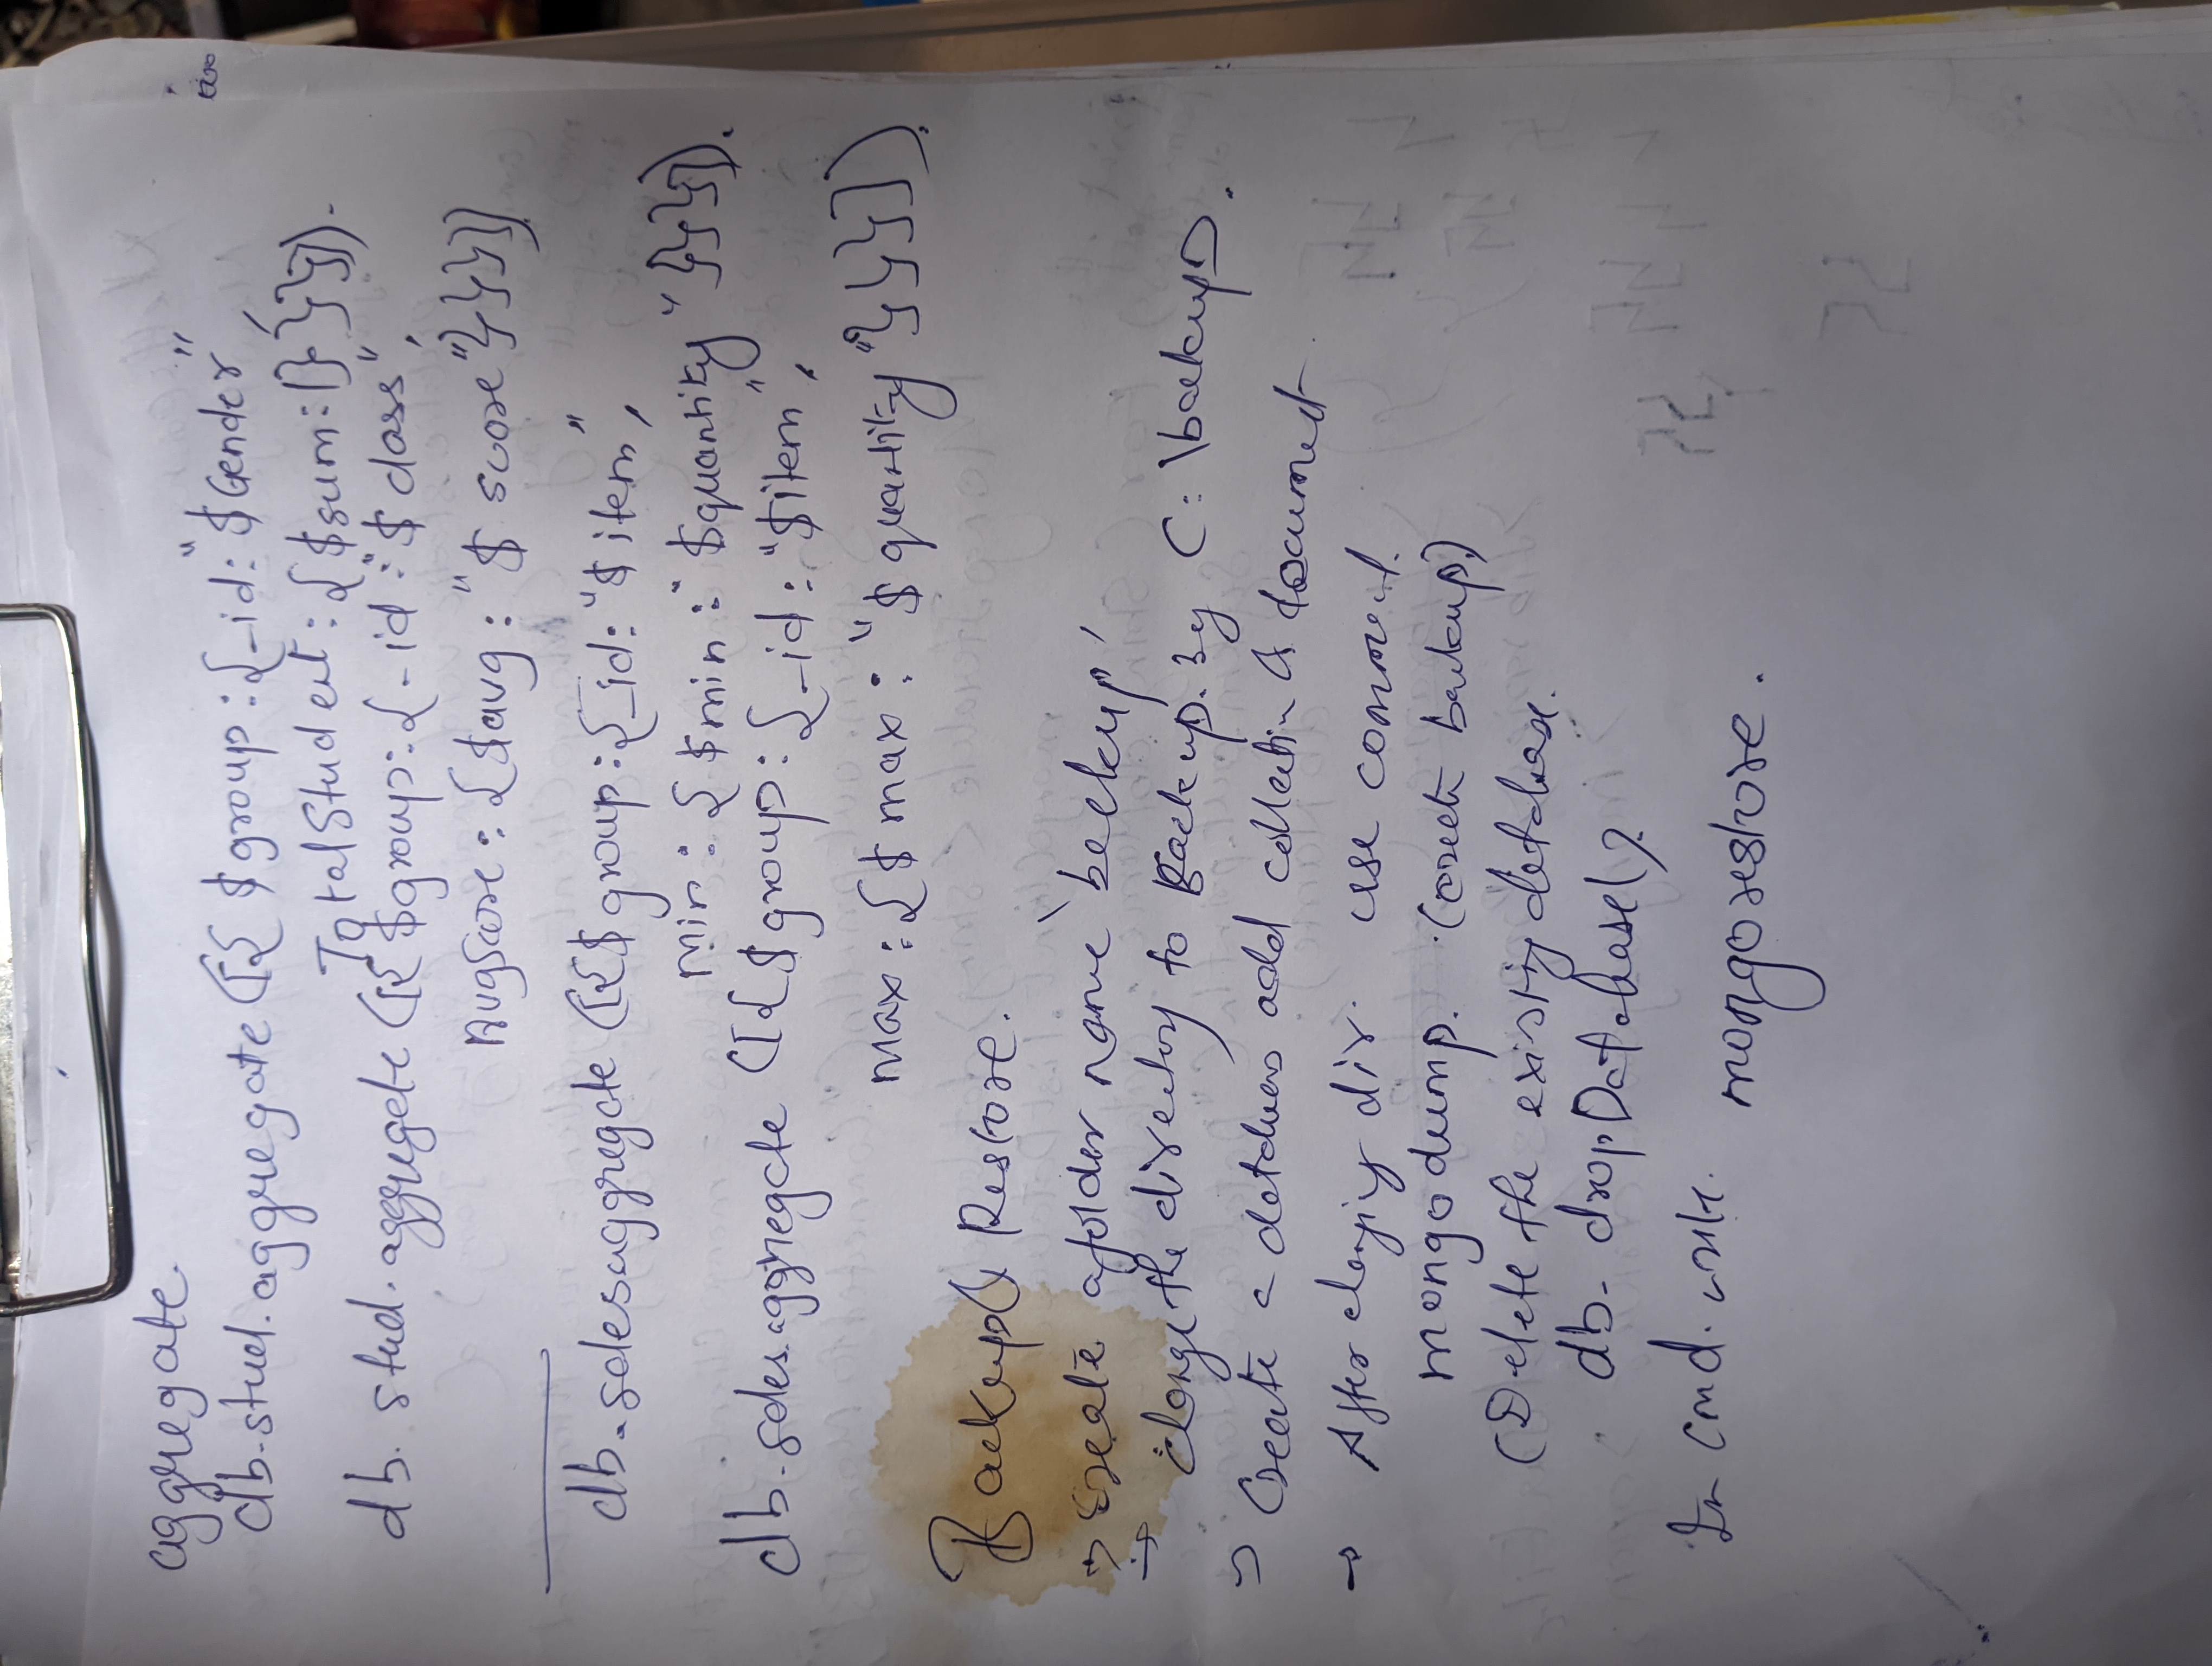 aggregate.
db.stud.aggregate([{ $group:{_id:"$Gender",
TotalStudent:{$sum:1}}}]).
db. stud.aggregate([{$group:{_id:"$class",
AvgScore:{$avg:"$score"}}}])
db.salesaggregate([{$group:{_id:"$item",
min:{$min:"$quantity"}}}]).
db.sales.aggregate([{$group:{_id:"$item",
max:{$max:"$quantity"}}}]).
Backup & Restore.
→ create a folder name 'backup'
→ change the directory to Backup. by C:\backup>.
→ Create a database add collection & document.
→ After changing dir. use command.
mongodump. (create backup.)
(Delete the existing database.
db.dropDatabase().
In cmd. write.
mongorestore.